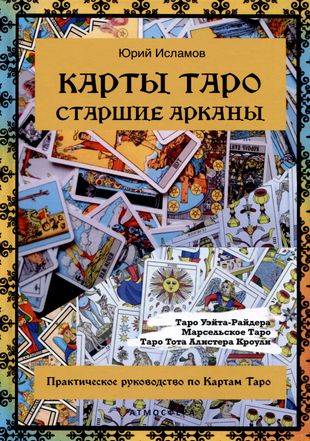 Юрий Исламов
КАРТЫ ТАРО
СТАРШИЕ АРКАНЫ
Таро Уэйта-Райдера
Марсельское Таро
Таро Тота Алистера Кроули
Практическое руководство по Картам Таро
АТМОСФЕРА